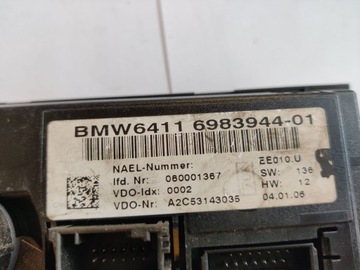 BMW6411 6983944-01
NAEL-Nummer: EE010.U
lfd. Nr: 060001367 SW: 136
VDO-Idx: 0002 HW: 12
VDO-Nr: A2C53143035 04.01.06